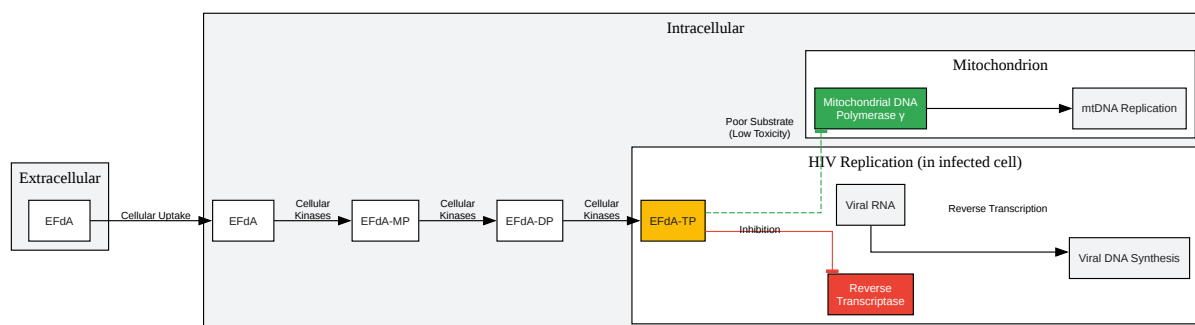 Intracellular
Mitochondrion
Mitochondrial DNA
Polymerase γ
mtDNA Replication
Poor Substrate
(Low Toxicity)
HIV Replication (in infected cell)
Extracellular
EFdA
Cellular Uptake
EFdA
Cellular
Kinases
EFdA-MP
Cellular
Kinases
EFdA-DP
Cellular
Kinases
EFdA-TP
Inhibition
Viral RNA
Reverse Transcription
Viral DNA Synthesis
Reverse
Transcriptase